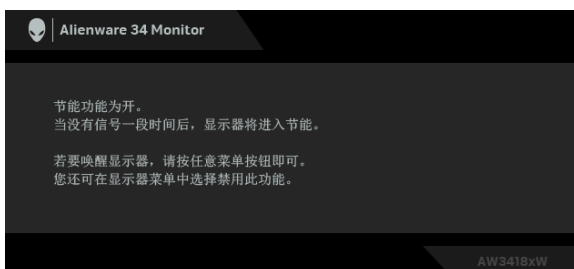 Alienware 34 Monitor
节能功能为开。
当没有信号一段时间后，显示器将进入节能。
若要唤醒显示器，请按任意菜单按钮即可。
您还可在显示器菜单中选择禁用此功能。
AW3418xW